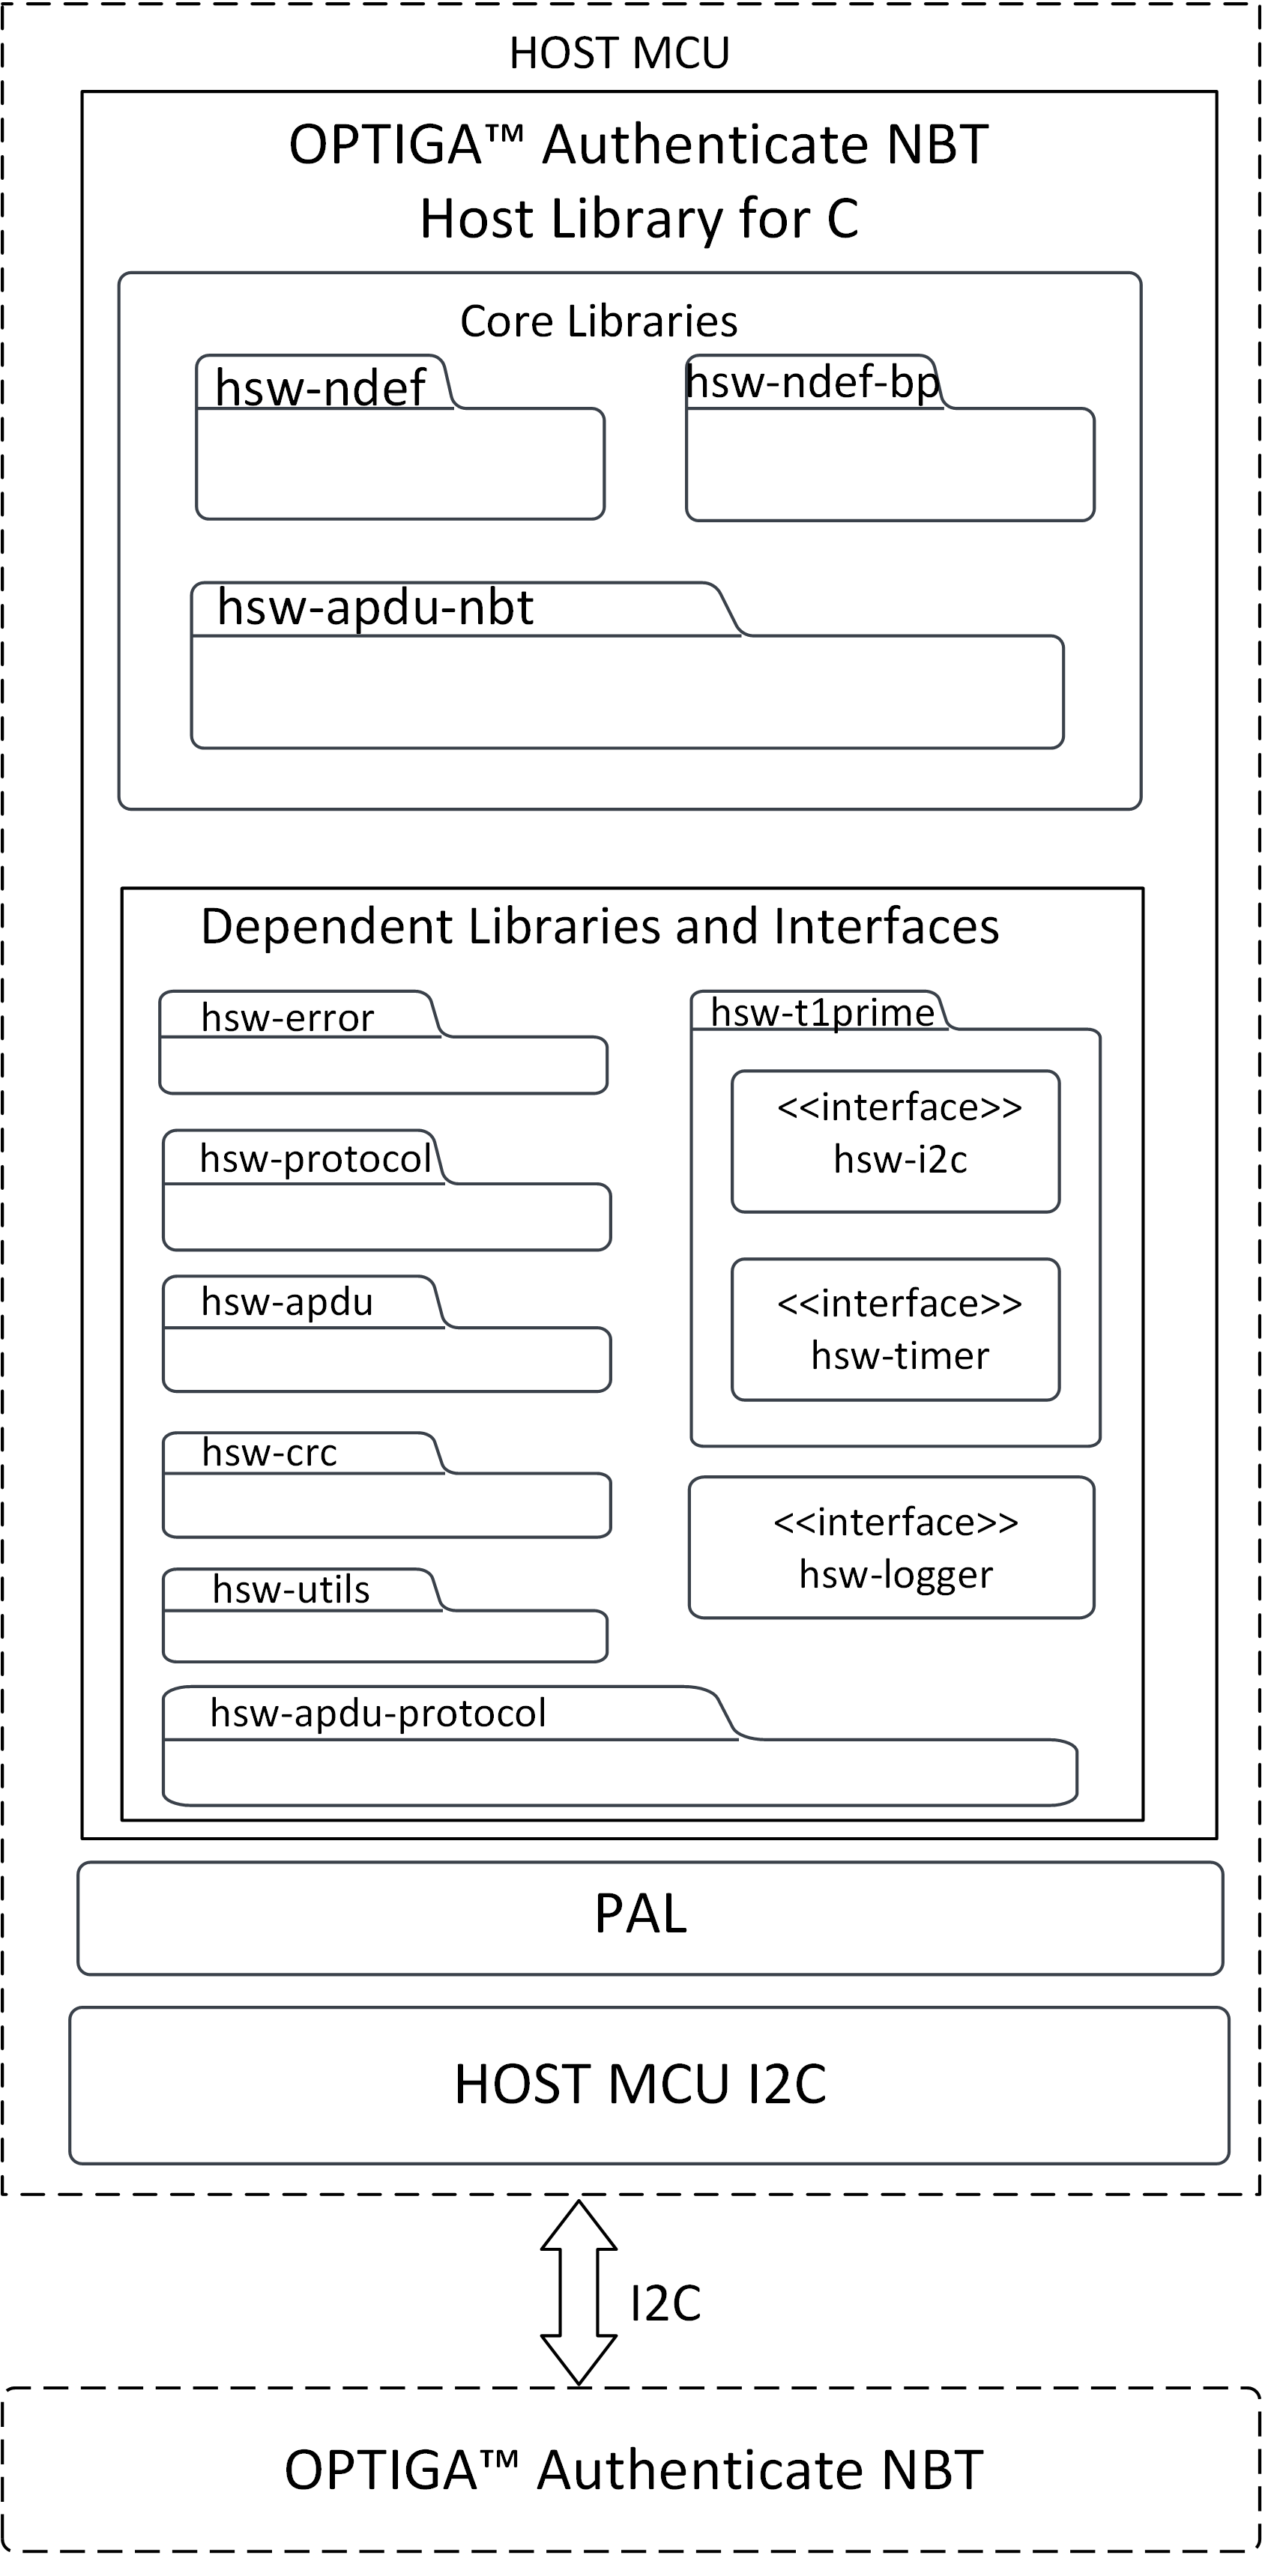 HOST MCU
OPTIGA™ Authenticate NBT
Host Library for C
Core Libraries
hsw-ndef
hsw-ndef-bp
hsw-apdu-nbt
Dependent Libraries and Interfaces
hsw-error
hsw-protocol
hsw-apdu
hsw-crc
hsw-utils
hsw-t1prime
<<interface>>
hsw-i2c
<<interface>>
hsw-timer
<<interface>>
hsw-logger
hsw-apdu-protocol
PAL
HOST MCU I2C
I2C
OPTIGA™ Authenticate NBT